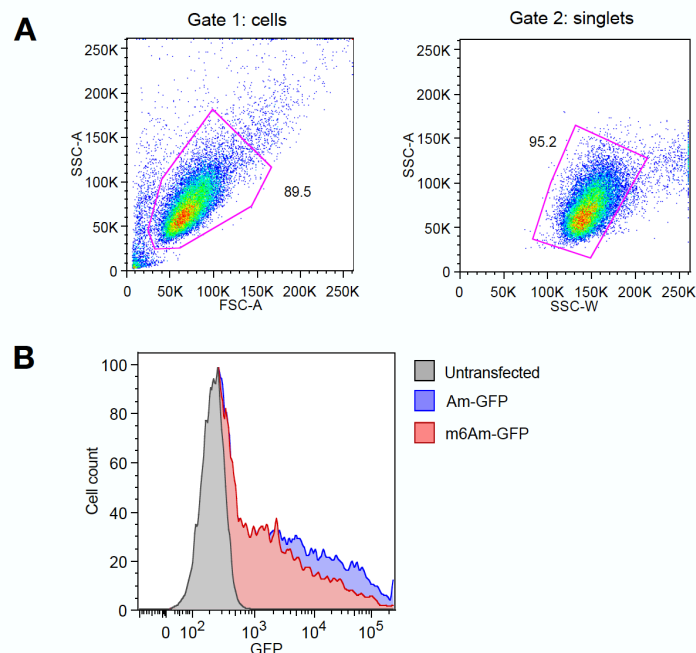 A
Gate 1: cells
Gate 2: singlets
SSC-A
250K
200K
150K
100K
50K
0
89.5
0 50K 100K 150K 200K 250K
FSC-A
SSC-A
250K
200K
150K
100K
50K
0
95.2
0 50K 100K 150K 200K 250K
SSC-W
B
Cell count
100
80
60
40
20
0
0 10² 10³ 10⁴ 10⁵
GFP
Untransfected
Am-GFP
m6Am-GFP